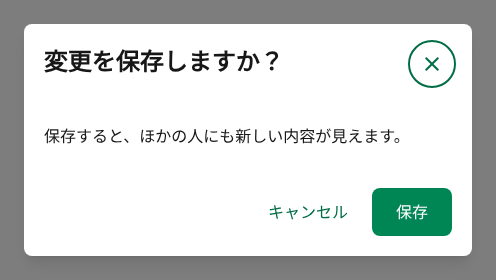 変更を保存しますか？
保存すると、ほかの人にも新しい内容が見えます。
キャンセル
保存